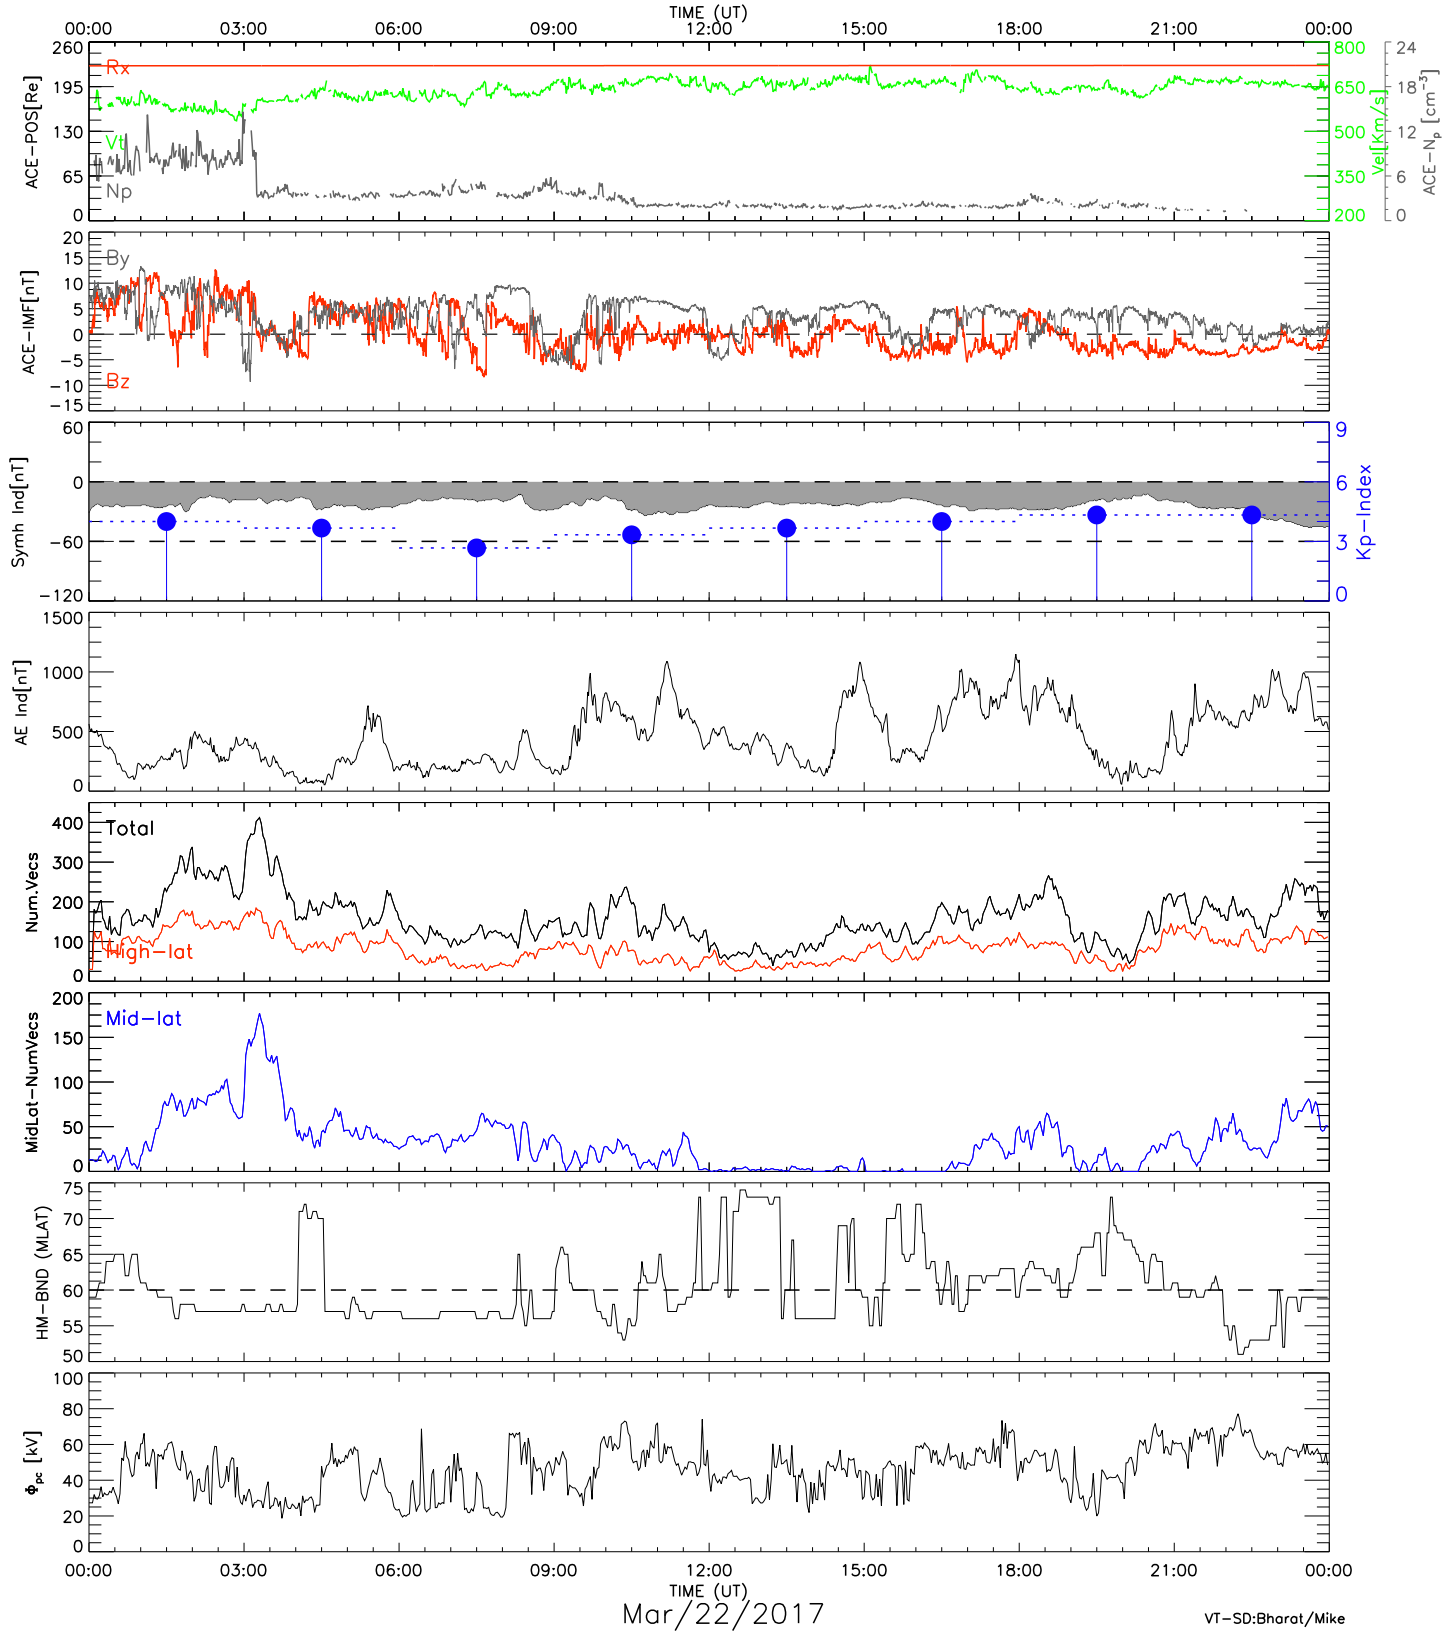 TIME (UT)
00:00 03:00 06:00 09:00 12:00 15:00 18:00 21:00 00:00
260 195 130 65 0
ACE-POS[Re]
Rx
Vt
Np
800 650 500 350 200
Vel[Km/s]
24 18 12 6 0
ACE-Np [cm⁻³]
20 15 10 5 0 -5 -10 -15
ACE-IMF[nT]
By
Bz
60 0 -60 -120
Symh Ind[nT]
9 6 3 0
Kp-Index
1500 1000 500 0
AE Ind[nT]
400 300 200 100 0
Num.Vecs
Total
High-lat
200 150 100 50 0
MidLat-NumVecs
Mid-lat
75 70 65 60 55 50
HM-BND (MLAT)
100 80 60 40 20 0
Φpc [kV]
00:00 03:00 06:00 09:00 12:00 15:00 18:00 21:00 00:00
TIME (UT)
Mar/22/2017
VT-SD:Bharat/Mike